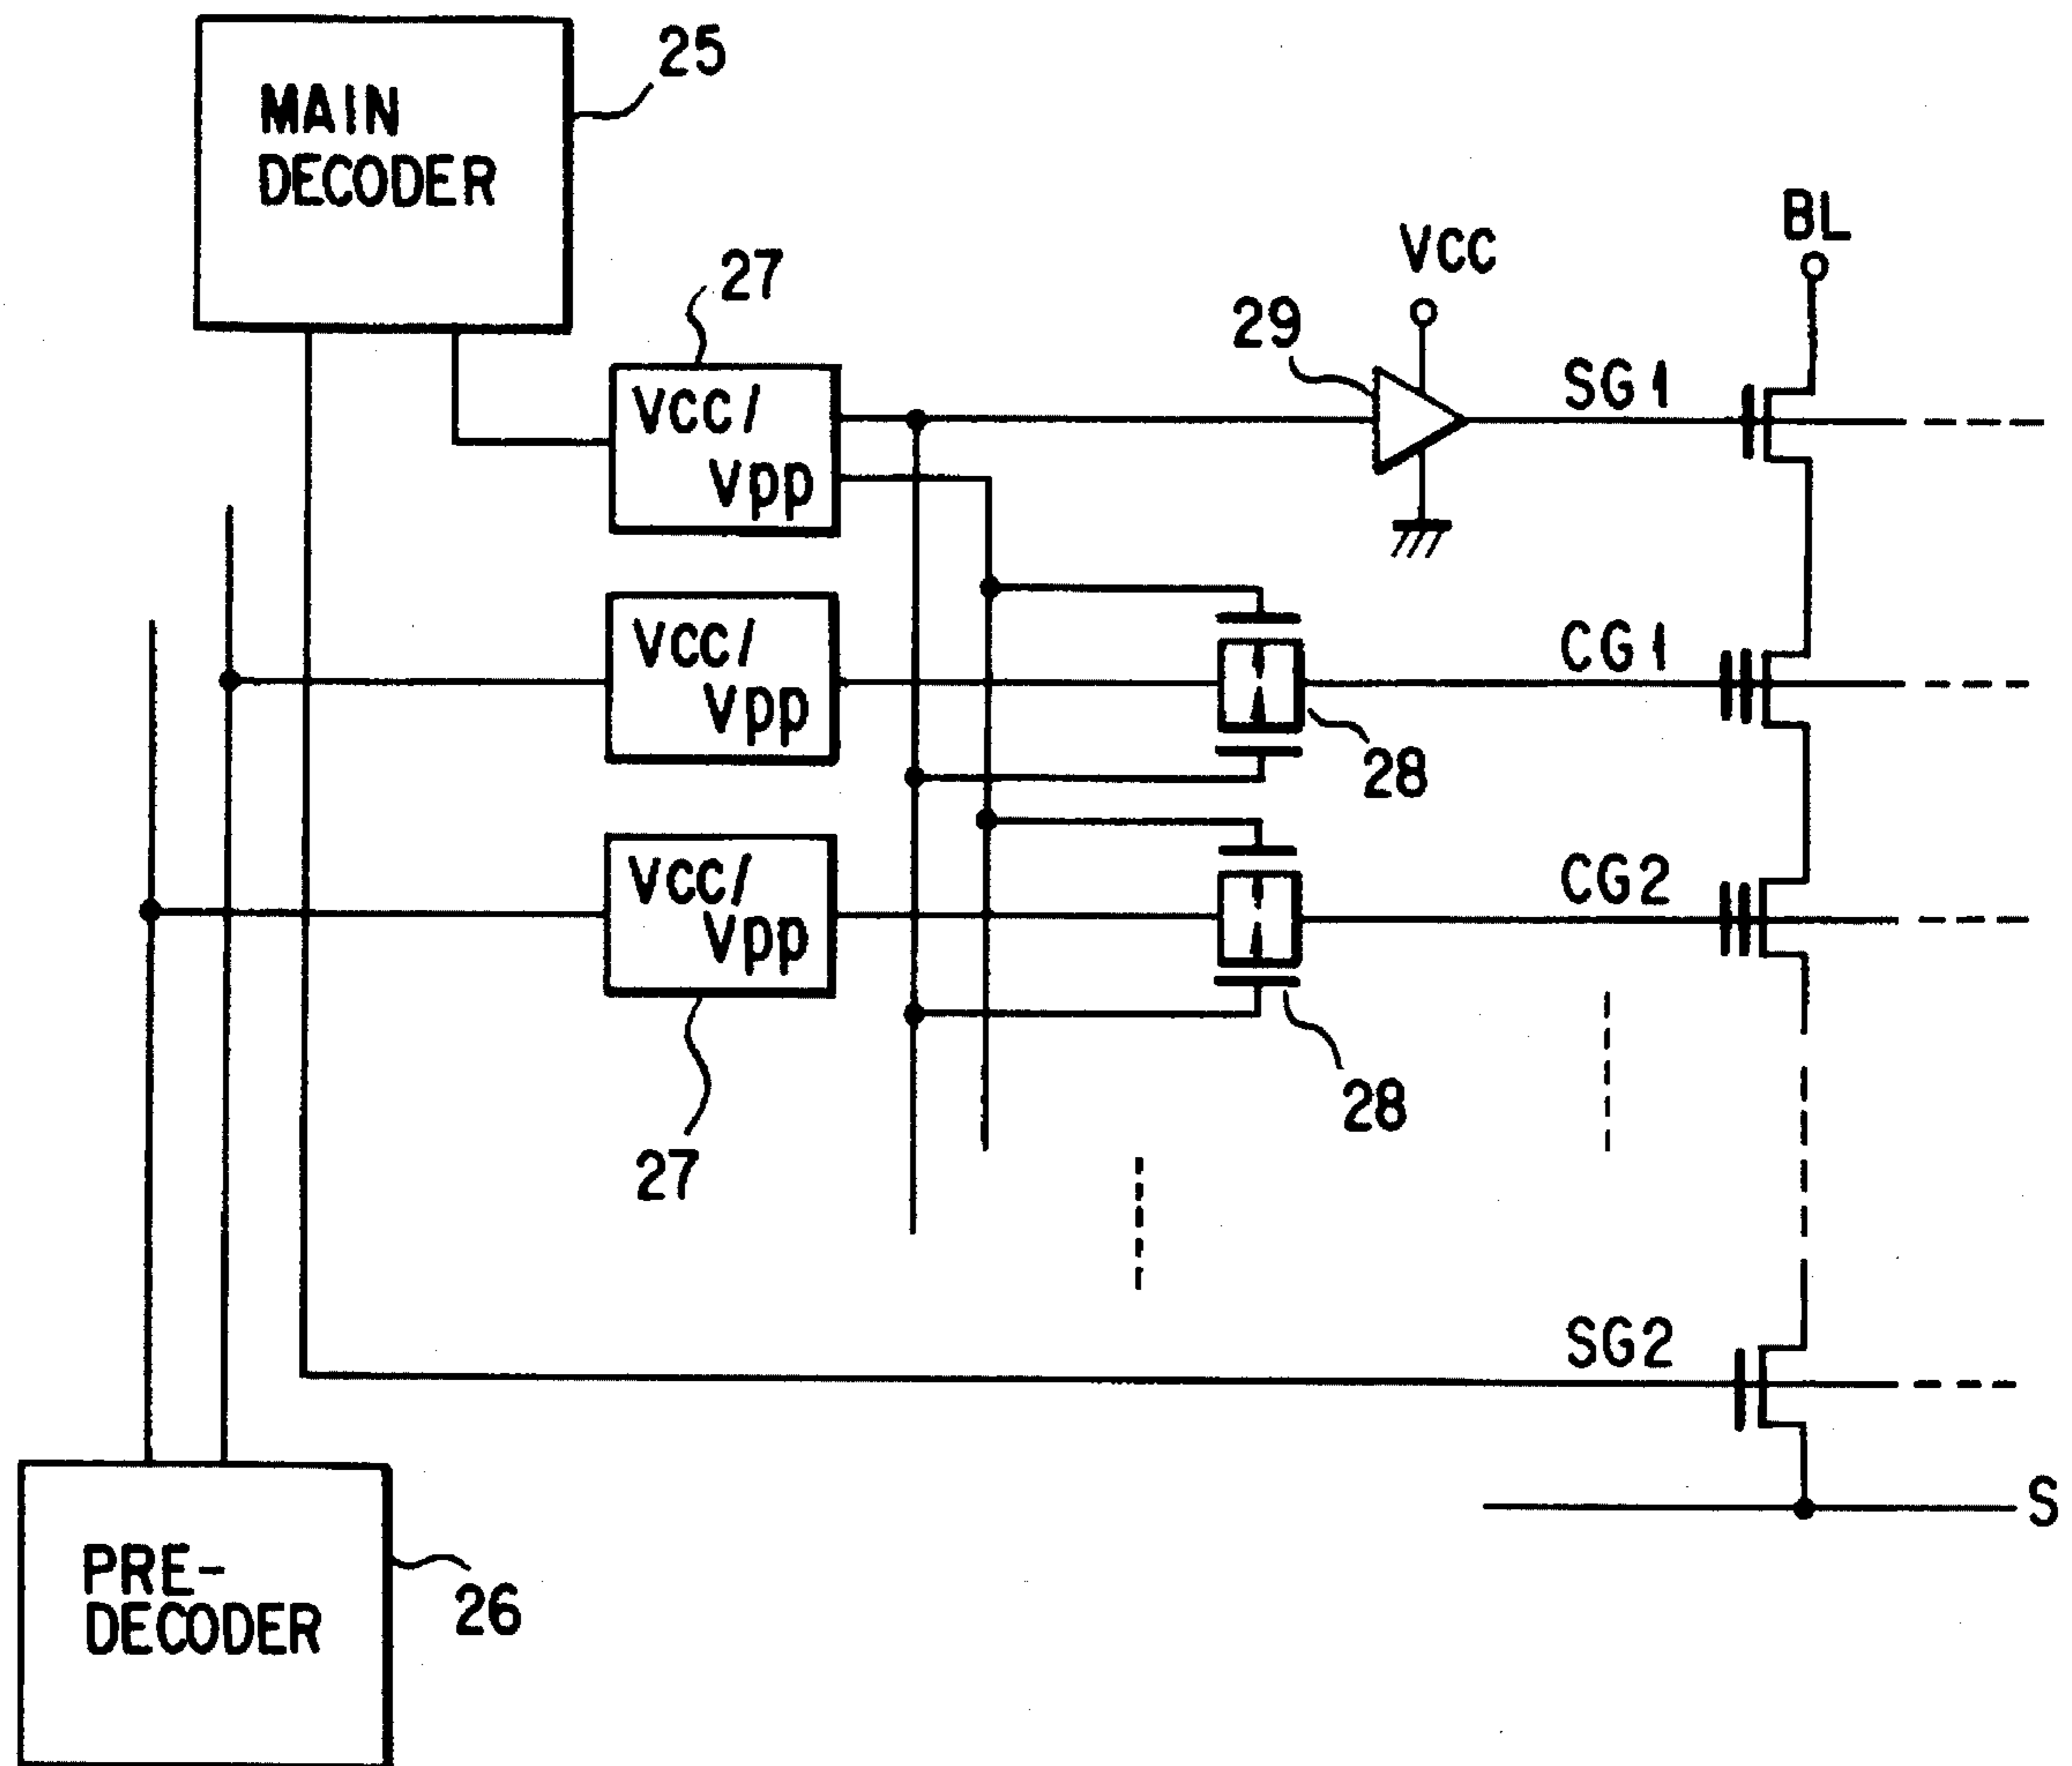 25
MAIN
DECODER
27
VCC
BL
29
SG1
VCC/
Vpp
VCC/
Vpp
CG1
28
VCC/
Vpp
CG2
28
27
SG2
S
PRE-
DECODER
26